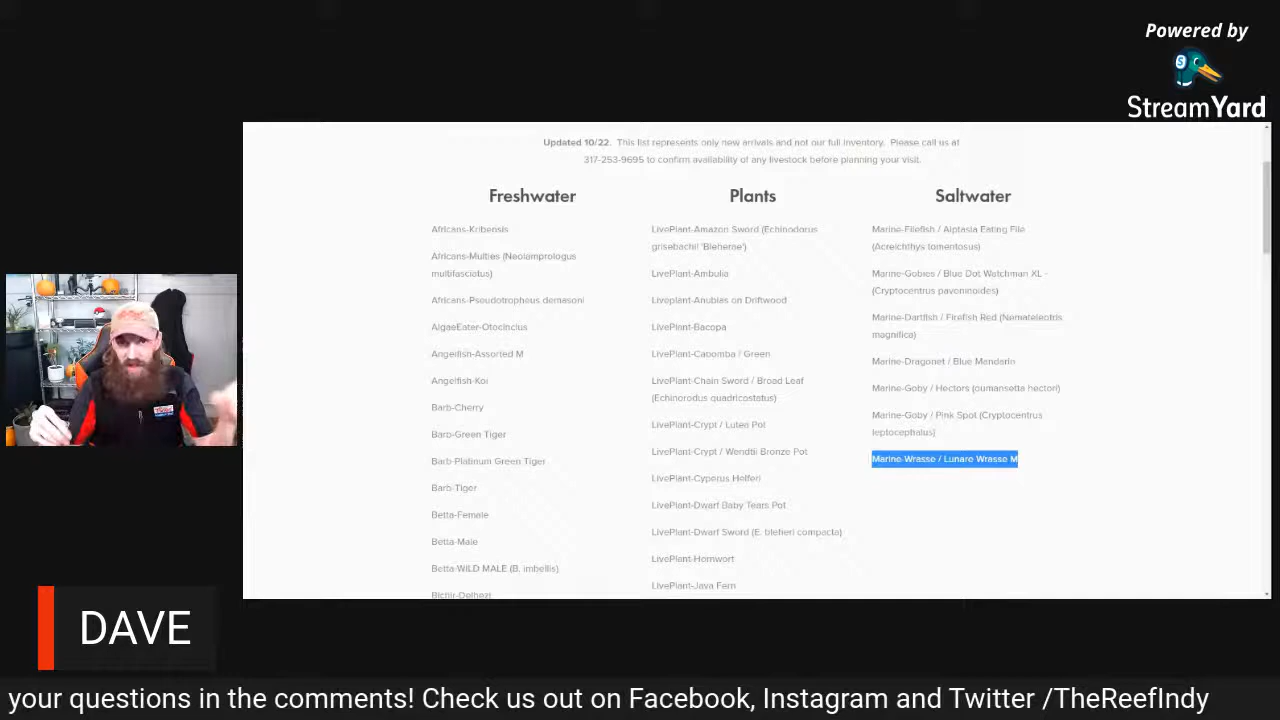 Powered by
StreamYard
Updated 10/22. This list represents only new arrivals and not our full inventory. Please call us at
317-253-9695 to confirm availability of any livestock before planning your visit.
Freshwater
Africans-Kribensis
Africans-Multies (Neolamprologus
multifasciatus)
Africans-Pseudotropheus demasoni
AlgaeEater-Otocinclus
Angelfish-Assorted M
Angelfish-Koi
Barb-Cherry
Barb-Green Tiger
Barb-Platinum Green Tiger
Barb-Tiger
Betta-Female
Betta-Male
Betta-WILD MALE (B. imbellis)
Bichir-Delhezi
Plants
LivePlant-Amazon Sword (Echinodorus
grisebachii 'Bleherae')
LivePlant-Ambulia
Liveplant-Anubias on Driftwood
LivePlant-Bacopa
LivePlant-Cabomba / Green
LivePlant-Chain Sword / Broad Leaf
(Echinorodus quadricostatus)
LivePlant-Crypt / Lutea Pot
LivePlant-Crypt / Wendtii Bronze Pot
LivePlant-Cyperus Helferi
LivePlant-Dwarf Baby Tears Pot
LivePlant-Dwarf Sword (E. bleheri compacta)
LivePlant-Hornwort
LivePlant-Java Fern
Saltwater
Marine-Filefish / Aiptasia Eating File
(Acreichthys tomentosus)
Marine-Gobies / Blue Dot Watchman XL -
(Cryptocentrus pavoninoides)
Marine-Dartfish / Firefish Red (Nemateleotris
magnifica)
Marine-Dragonet / Blue Mandarin
Marine-Goby / Hectors (oumansetta hectori)
Marine-Goby / Pink Spot (Cryptocentrus
leptocephalus)
Marine-Wrasse / Lunare Wrasse M
DAVE
your questions in the comments! Check us out on Facebook, Instagram and Twitter /TheReefIndy